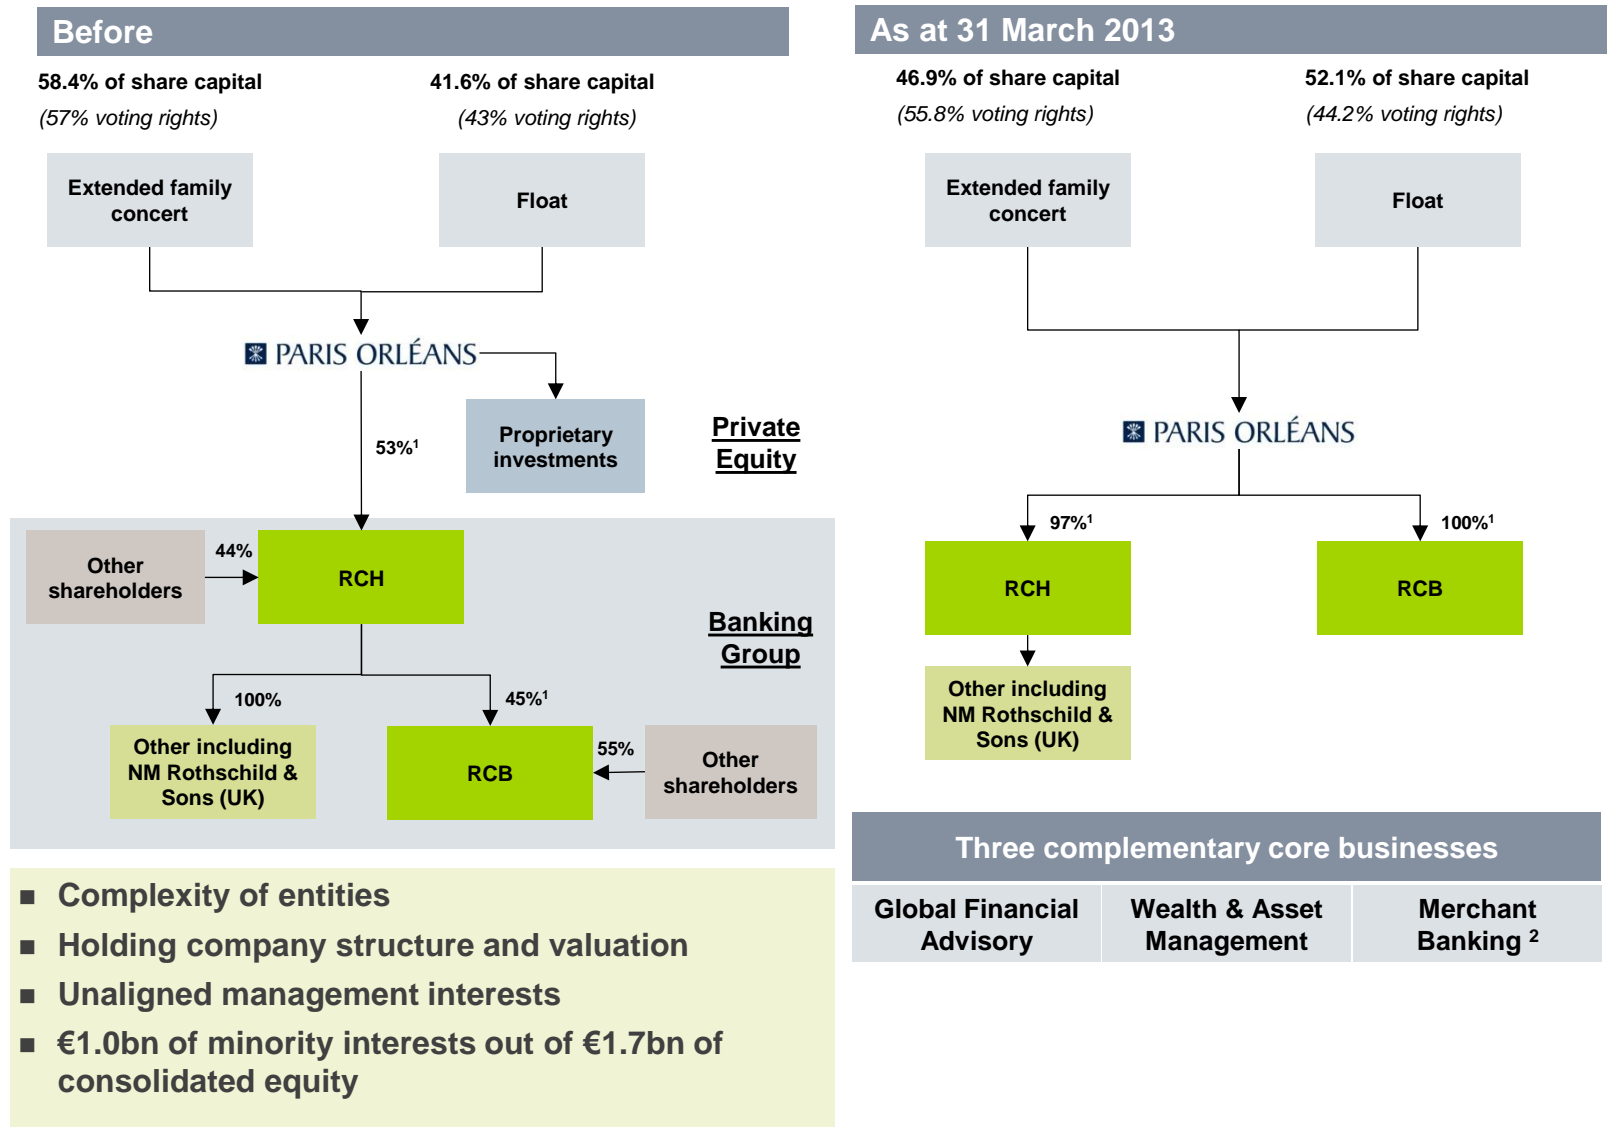 Before
58.4% of share capital
(57% voting rights)
41.6% of share capital
(43% voting rights)
Extended family
concert
Float
PARIS ORLÉANS
53%¹
Proprietary
investments
Private
Equity
Other
shareholders
44%
RCH
Banking
Group
100%
45%¹
Other including
NM Rothschild &
Sons (UK)
RCB
55%
Other
shareholders
■ Complexity of entities
■ Holding company structure and valuation
■ Unaligned management interests
■ €1.0bn of minority interests out of €1.7bn of
consolidated equity
As at 31 March 2013
46.9% of share capital
(55.8% voting rights)
52.1% of share capital
(44.2% voting rights)
Extended family
concert
Float
PARIS ORLÉANS
97%¹
100%¹
RCH
RCB
Other including
NM Rothschild &
Sons (UK)
Three complementary core businesses
Global Financial
Advisory
Wealth & Asset
Management
Merchant
Banking ²